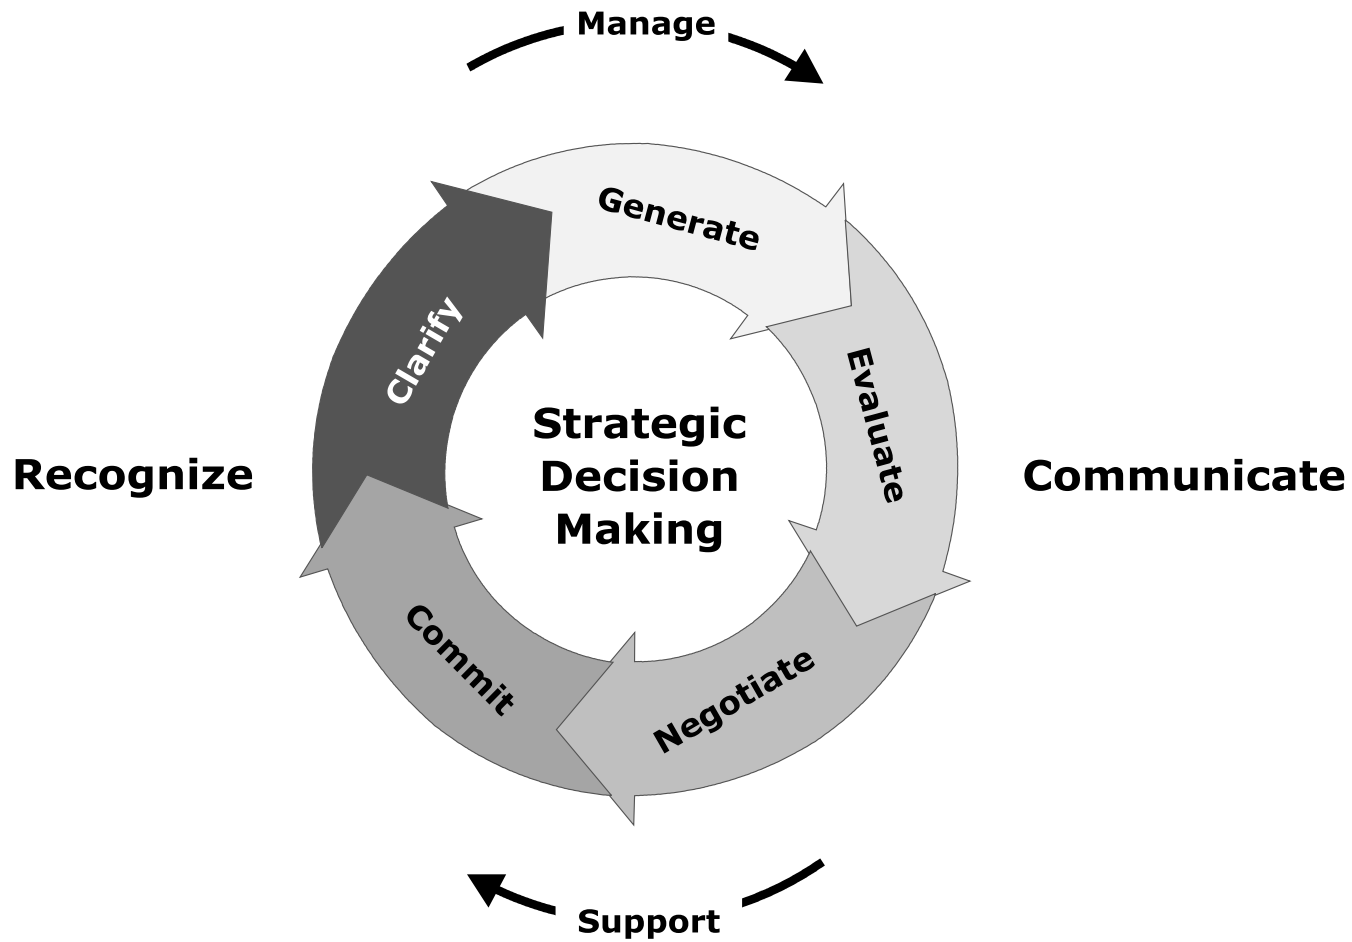 Manage
Generate
Evaluate
Negotiate
Commit
Clarify
Strategic
Decision
Making
Recognize
Communicate
Support